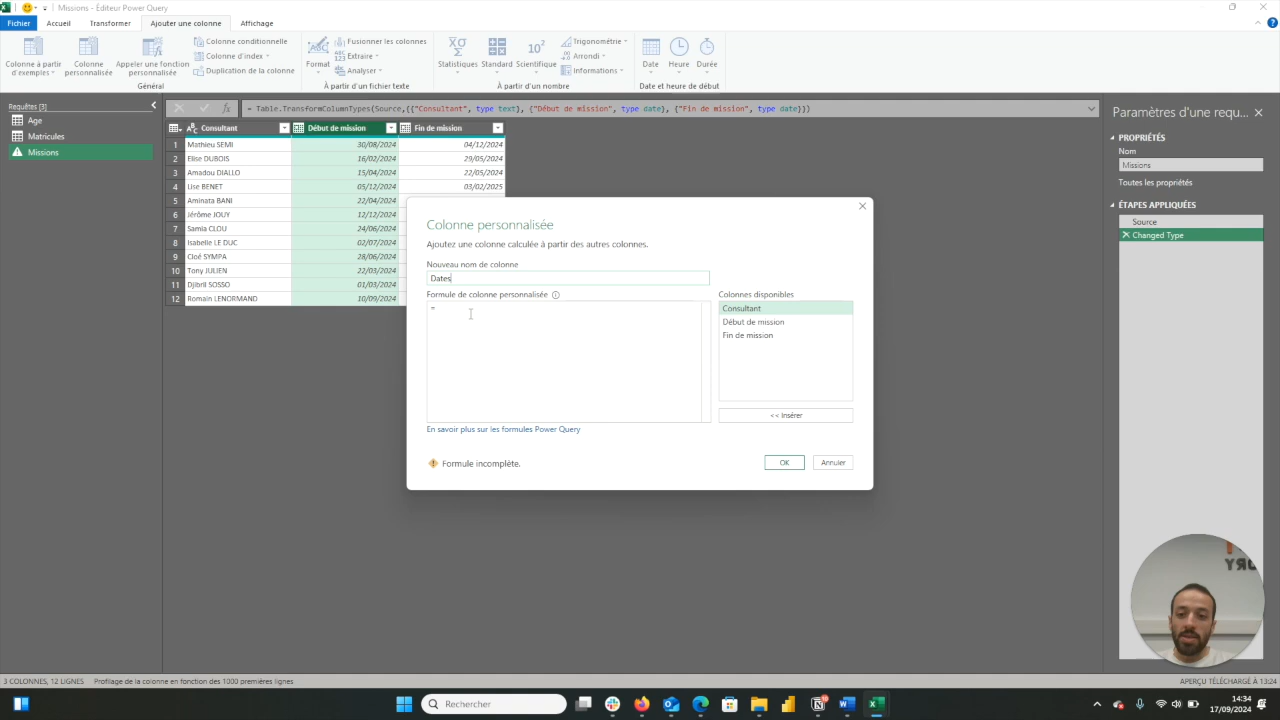 Missions - Éditeur Power Query
Fichier
Accueil
Transformer
Ajouter une colonne
Affichage
Colonne à partir d'exemples
Colonne personnalisée
Appeler une fonction personnalisée
Colonne conditionnelle
Colonne d'index
Duplication de la colonne
Général
Format
Fusionner les colonnes
Extraire
Analyser
À partir d'un fichier texte
Statistiques
Standard
Scientifique
Trigonométrie
Arrondi
Informations
À partir d'un nombre
Date
Heure
Durée
Date et heure de début
Requêtes [3]
Age
Matricules
Missions
= Table.TransformColumnTypes(Source,{{"Consultant", type text}, {"Début de mission", type date}, {"Fin de mission", type date}})
Consultant Début de mission Fin de mission
1 Mathieu SEMI 30/08/2024 04/12/2024
2 Elise DUBOIS 16/02/2024 29/05/2024
3 Amadou DIALLO 15/04/2024 22/05/2024
4 Lise BENET 05/12/2024 03/02/2025
5 Aminata BANI 22/04/2024
6 Jérôme JOUY 12/12/2024
7 Samia CLOU 24/06/2024
8 Isabelle LE DUC 02/07/2024
9 Cloé SYMPA 28/06/2024
10 Tony JULIEN 22/03/2024
11 Djibril SOSSO 01/03/2024
12 Romain LENORMAND 10/09/2024
Colonne personnalisée
Ajoutez une colonne calculée à partir des autres colonnes.
Nouveau nom de colonne
Dates
Formule de colonne personnalisée
=
Colonnes disponibles
Consultant
Début de mission
Fin de mission
<< Insérer
En savoir plus sur les formules Power Query
Formule incomplète.
OK
Annuler
Paramètres d'une requ...
PROPRIÉTÉS
Nom
Missions
Toutes les propriétés
ÉTAPES APPLIQUÉES
Source
Changed Type
3 COLONNES, 12 LIGNES Profilage de la colonne en fonction des 1000 premières lignes
APERÇU TÉLÉCHARGÉ À 13:24
Rechercher
14:34
17/09/2024